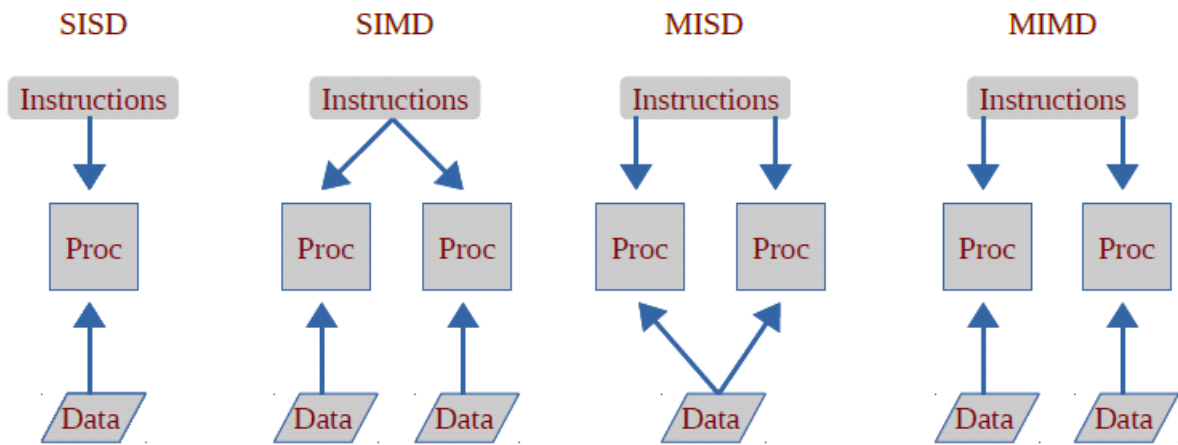 SISD SIMD MISD MIMD
Instructions Instructions Instructions Instructions
Proc Proc Proc Proc Proc Proc Proc
Data Data Data Data Data Data